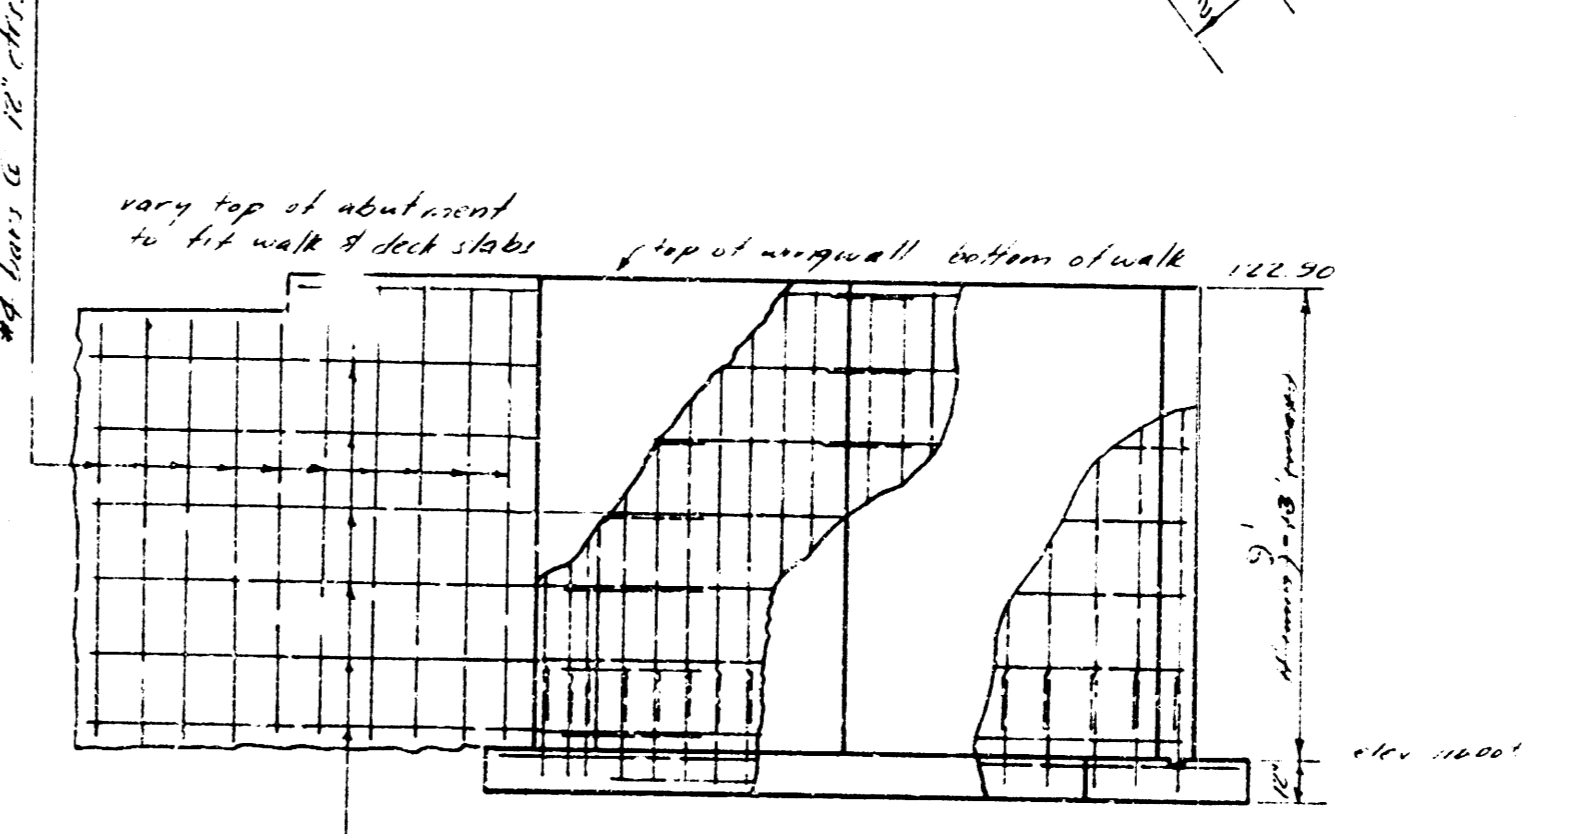 #4 bars @ 12" ctrs.
vary top of abutment
to fit walk & deck slabs
top of wingwall bottom of walk 122.90
9'
12"
elev